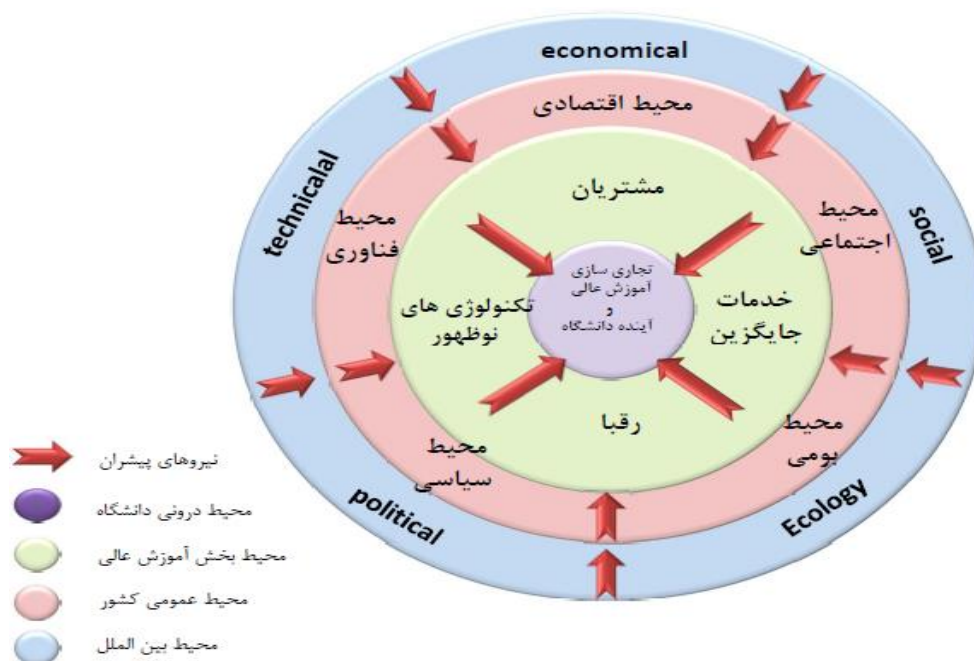 economical
محیط اقتصادی
technicalal
محیط
فناوری
مشتریان
محیط
اجتماعی
social
تجاری سازی
آموزش عالی
و
آینده دانشگاه
تکنولوژی های
نوظهور
خدمات
جایگزین
رقبا
محیط
سیاسی
محیط
بومی
political
Ecology
نیروهای پیشران
محیط درونی دانشگاه
محیط بخش آموزش عالی
محیط عمومی کشور
محیط بین الملل